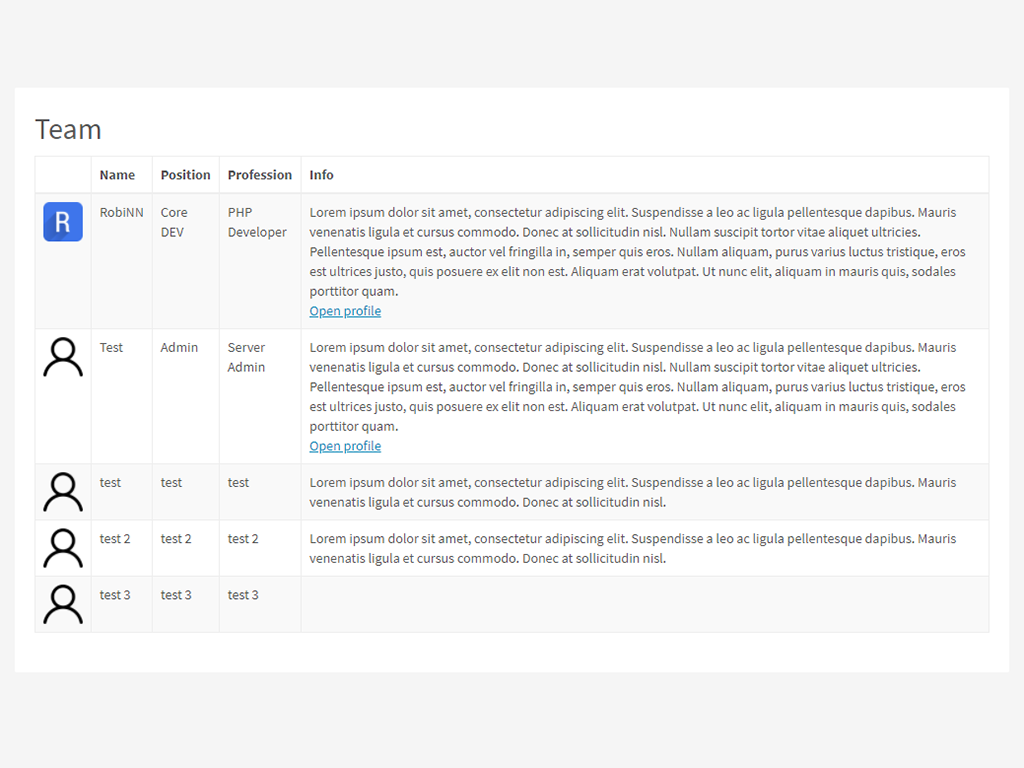 Team
Name Position Profession Info
R
RobiNN
Core
DEV
PHP
Developer
Lorem ipsum dolor sit amet, consectetur adipiscing elit. Suspendisse a leo ac ligula pellentesque dapibus. Mauris
venenatis ligula et cursus commodo. Donec at sollicitudin nisl. Nullam suscipit tortor vitae aliquet ultricies.
Pellentesque ipsum est, auctor vel fringilla in, semper quis eros. Nullam aliquam, purus varius luctus tristique, eros
est ultrices justo, quis posuere ex elit non est. Aliquam erat volutpat. Ut nunc elit, aliquam in mauris quis, sodales
porttitor quam.
Open profile
Test
Admin
Server
Admin
Lorem ipsum dolor sit amet, consectetur adipiscing elit. Suspendisse a leo ac ligula pellentesque dapibus. Mauris
venenatis ligula et cursus commodo. Donec at sollicitudin nisl. Nullam suscipit tortor vitae aliquet ultricies.
Pellentesque ipsum est, auctor vel fringilla in, semper quis eros. Nullam aliquam, purus varius luctus tristique, eros
est ultrices justo, quis posuere ex elit non est. Aliquam erat volutpat. Ut nunc elit, aliquam in mauris quis, sodales
porttitor quam.
Open profile
test
test
test
Lorem ipsum dolor sit amet, consectetur adipiscing elit. Suspendisse a leo ac ligula pellentesque dapibus. Mauris
venenatis ligula et cursus commodo. Donec at sollicitudin nisl.
test 2
test 2
test 2
Lorem ipsum dolor sit amet, consectetur adipiscing elit. Suspendisse a leo ac ligula pellentesque dapibus. Mauris
venenatis ligula et cursus commodo. Donec at sollicitudin nisl.
test 3
test 3
test 3